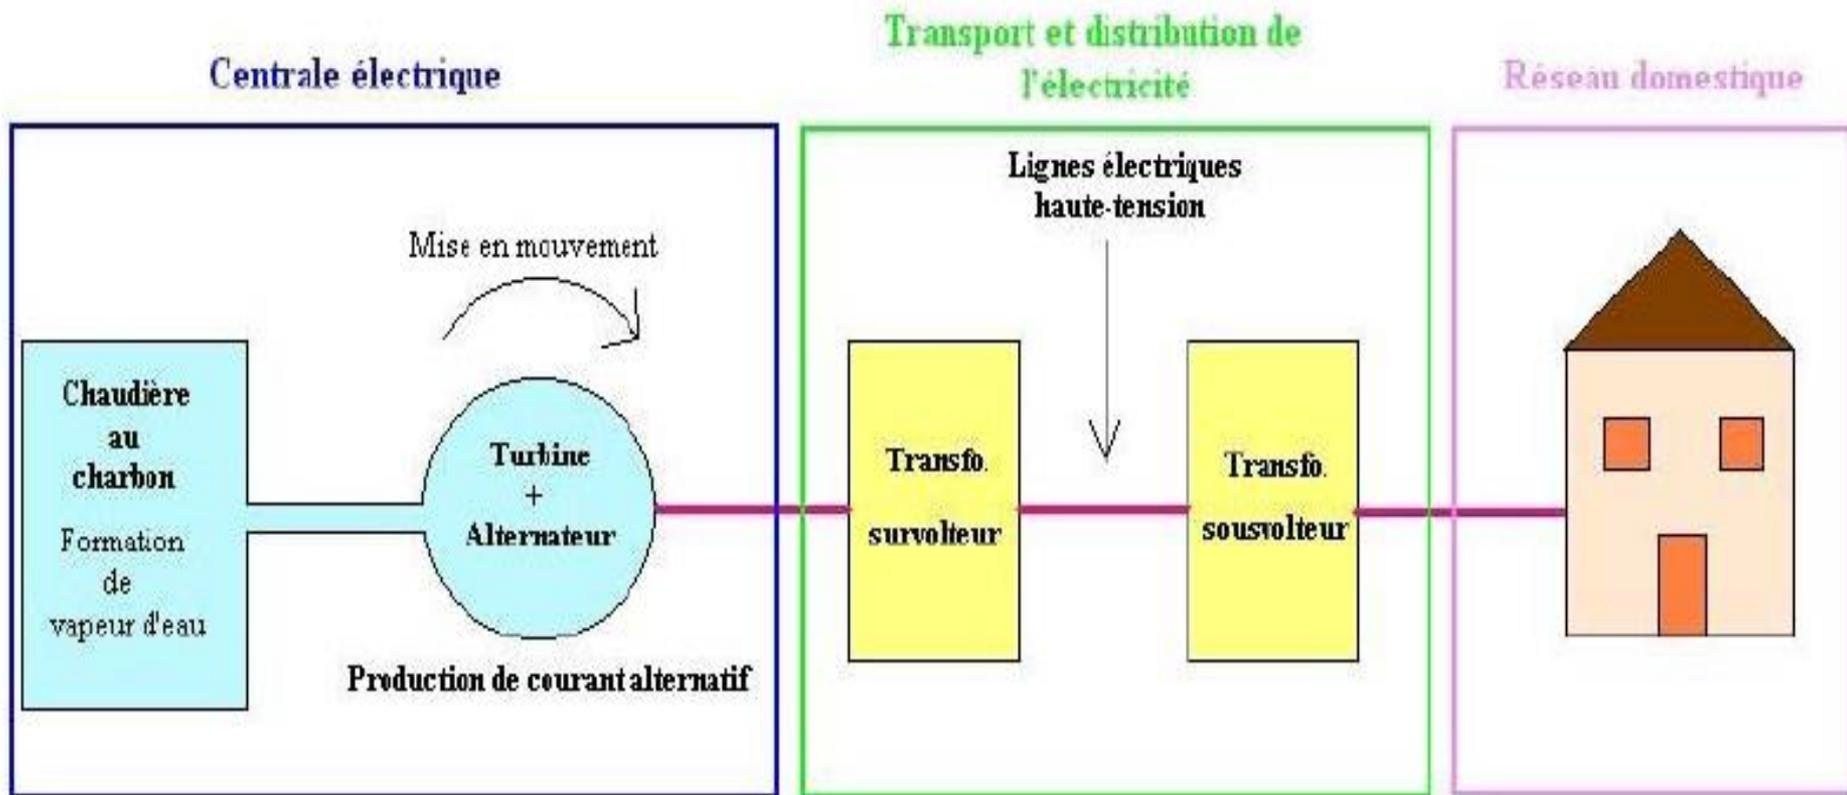 Centrale électrique
Transport et distribution de
l'électricité
Réseau domestique
Lignes électriques
haute-tension
Mise en mouvement
Chaudière
au
charbon
Formation
de
vapeur d'eau
Turbine
+
Alternateur
Production de courant alternatif
Transfo.
survolteur
Transfo.
sousvolteur